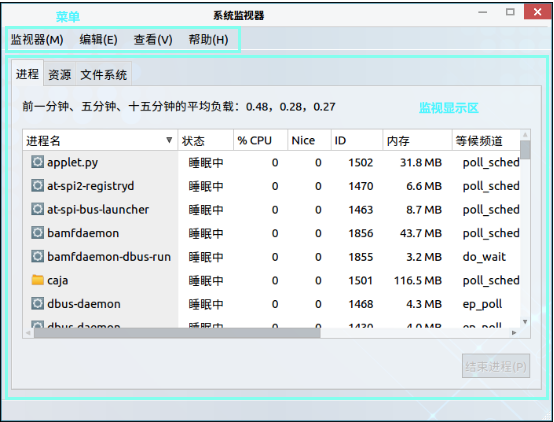 菜单
系统监视器
监视器(M) 编辑(E) 查看(V) 帮助(H)
进程 资源 文件系统
前一分钟、五分钟、十五分钟的平均负载：0.48，0.28，0.27
监视显示区
进程名 状态 % CPU Nice ID 内存 等候频道
applet.py 睡眠中 0 0 1502 31.8 MB poll_sched
at-spi2-registryd 睡眠中 0 0 1470 6.6 MB poll_sched
at-spi-bus-launcher 睡眠中 0 0 1463 8.7 MB poll_sched
bamfdaemon 睡眠中 0 0 1856 43.7 MB poll_sched
bamfdaemon-dbus-run 睡眠中 0 0 1855 3.2 MB do_wait
caja 睡眠中 0 0 1501 116.5 MB poll_sched
dbus-daemon 睡眠中 0 0 1468 4.3 MB ep_poll
dbus-daemon 睡眠中 0 0 1430 4.0 MB ep_poll
结束进程(P)